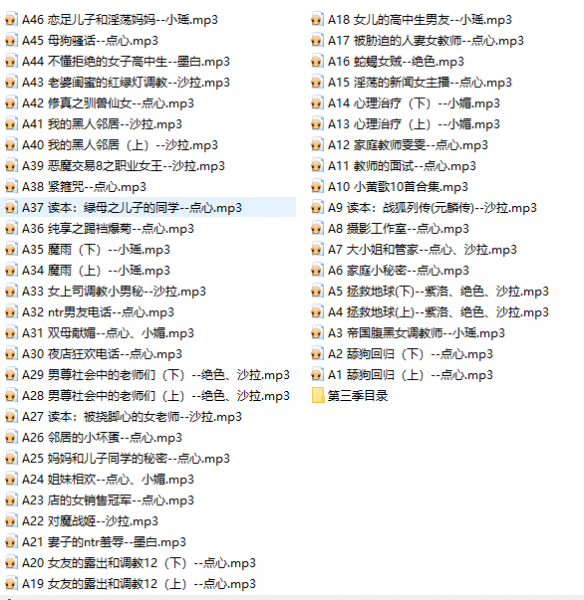 A46 恋足儿子和淫荡妈妈--小瑶.mp3
A45 母狗骚话--点心.mp3
A44 不懂拒绝的女子高中生--墨白.mp3
A43 老婆闺蜜的红绿灯调教--沙拉.mp3
A42 修真之驯兽仙女--点心.mp3
A41 我的黑人邻居--沙拉.mp3
A40 我的黑人邻居（上）--沙拉.mp3
A39 恶魔交易8之职业女王--沙拉.mp3
A38 紧箍咒--点心.mp3
A37 读本：绿母之儿子的同学--点心.mp3
A36 纯享之踢裆爆菊--点心.mp3
A35 魔雨（下）--小瑶.mp3
A34 魔雨（上）--小瑶.mp3
A33 女上司调教小男秘--沙拉.mp3
A32 ntr男友电话--点心.mp3
A31 双母献媚--点心、小媚.mp3
A30 夜店狂欢电话--点心.mp3
A29 男尊社会中的老师们（下）--绝色、沙拉.mp3
A28 男尊社会中的老师们（上）--绝色、沙拉.mp3
A27 读本：被挠脚心的女老师--沙拉.mp3
A26 邻居的小坏蛋--点心.mp3
A25 妈妈和儿子同学的秘密--点心.mp3
A24 姐妹相欢--点心、小媚.mp3
A23 店的女销售冠军--点心.mp3
A22 对魔战姬--沙拉.mp3
A21 妻子的ntr羞辱--墨白.mp3
A20 女友的露出和调教12（下）--点心.mp3
A19 女友的露出和调教12（上）--点心.mp3
A18 女儿的高中生男友--小瑶.mp3
A17 被胁迫的人妻女教师--点心.mp3
A16 蛇蝎女贼--绝色.mp3
A15 淫荡的新闻女主播--点心.mp3
A14 心理治疗（下）--小媚.mp3
A13 心理治疗（上）--小媚.mp3
A12 家庭教师雯雯--点心.mp3
A11 教师的面试--点心.mp3
A10 小黄歌10首合集.mp3
A9 读本：战狐列传(元麟传)--沙拉.mp3
A8 摄影工作室--点心.mp3
A7 大小姐和管家--点心、沙拉.mp3
A6 家庭小秘密--点心.mp3
A5 拯救地球(下)--紫洛、绝色、沙拉.mp3
A4 拯救地球(上)--紫洛、绝色、沙拉.mp3
A3 帝国腹黑女调教师--小瑶.mp3
A2 舔狗回归（下）--点心.mp3
A1 舔狗回归（上）--点心.mp3
第三季目录